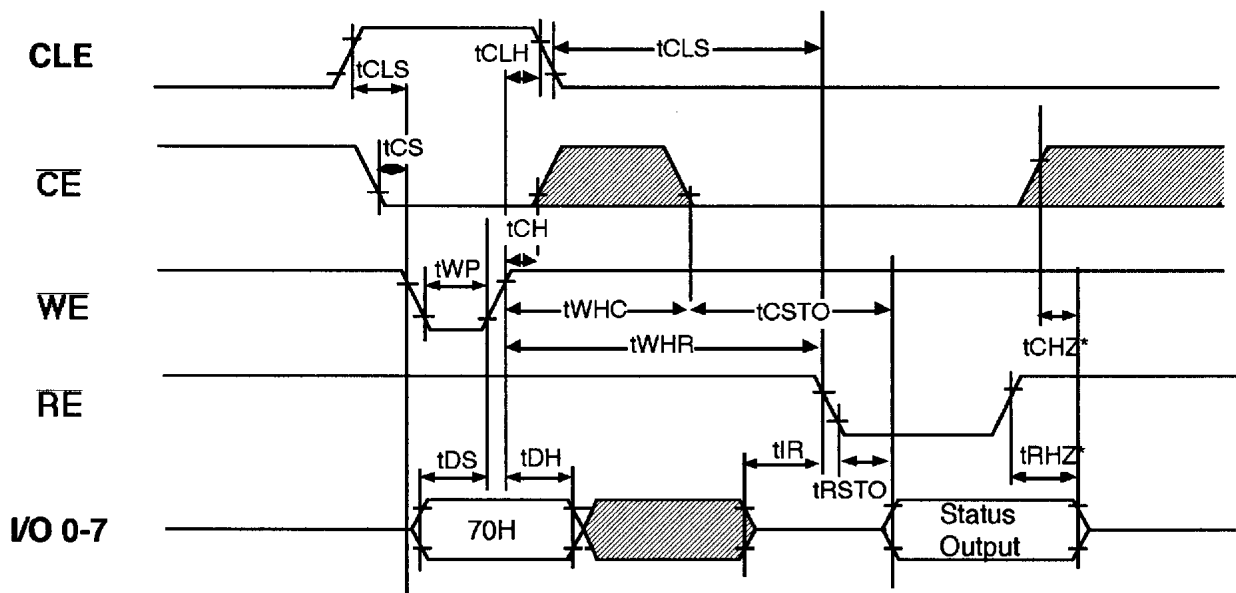 CLE
tCLS
tCLH
tCLS
CE
tCS
tCH
WE
tWP
tWHC
tCSTO
tWHR
tCHZ*
RE
tDS
tDH
tIR
tRSTO
tRHZ*
I/O 0-7
70H
Status
Output